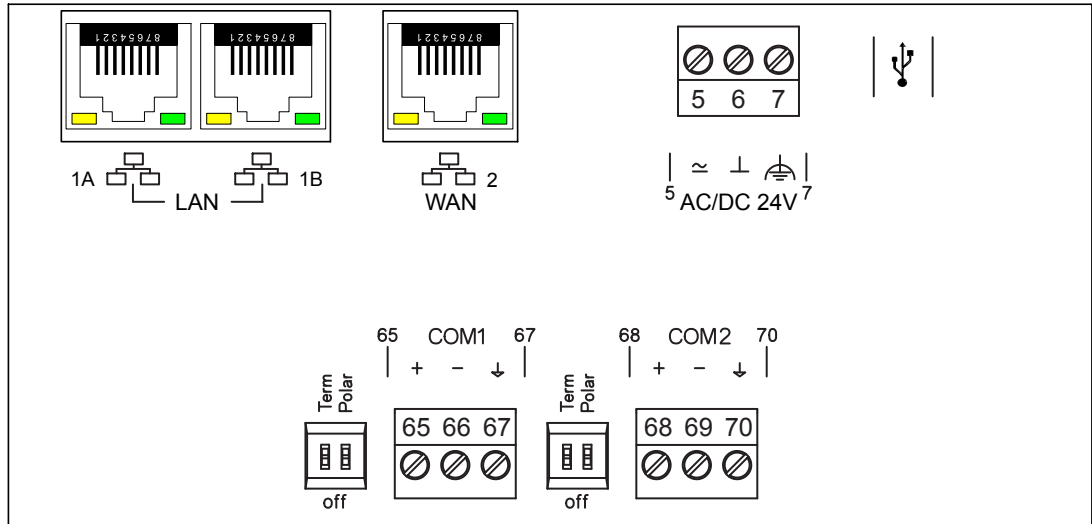 87654321 87654321 87654321
5 6 7
1A 1B 2
LAN WAN
5 AC/DC 24V 7
65 COM1 67 68 COM2 70
+ − + −
Term Polar Term Polar
65 66 67 68 69 70
off off